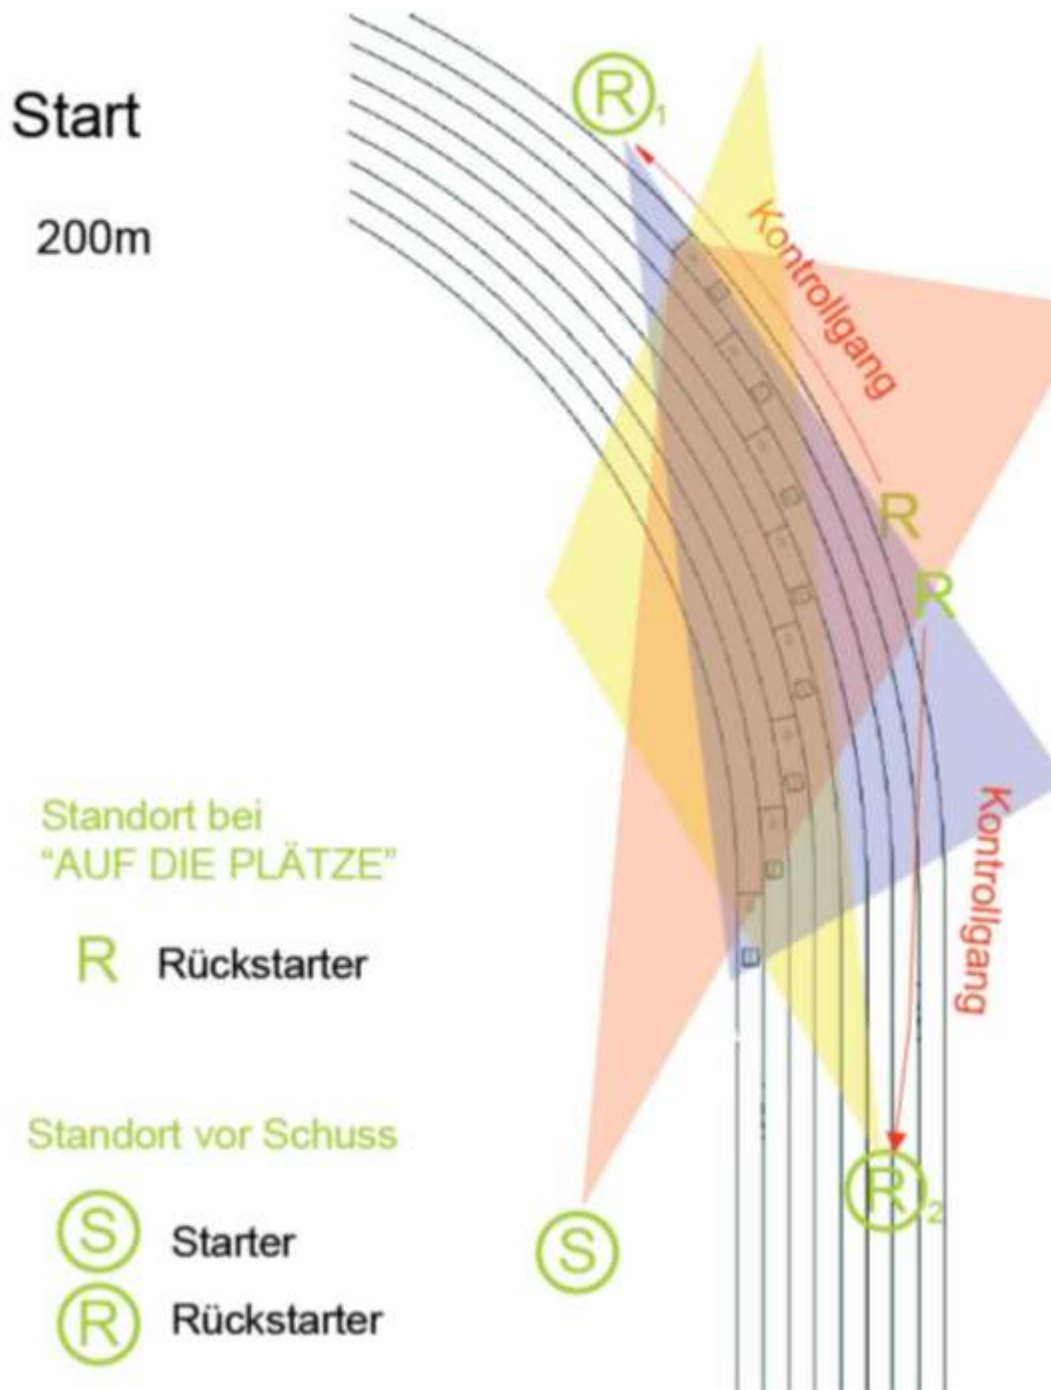 Start
200m
R1
Kontrollgang
R
R
Kontrollgang
Standort bei
“AUF DIE PLÄTZE”
R Rückstarter
Standort vor Schuss
S Starter
R Rückstarter
S
R2